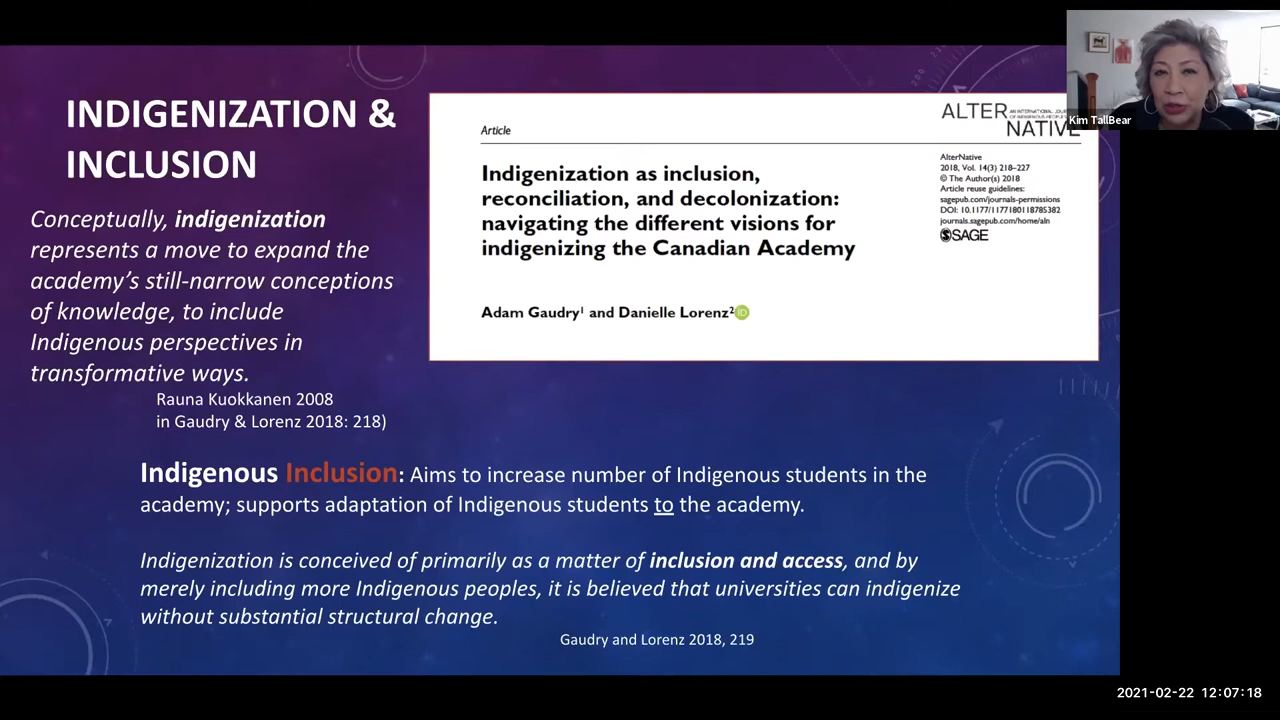 INDIGENIZATION &
INCLUSION
Conceptually, indigenization
represents a move to expand the
academy's still-narrow conceptions
of knowledge, to include
Indigenous perspectives in
transformative ways.
Rauna Kuokkanen 2008
in Gaudry & Lorenz 2018: 218)
Article
ALTER
NATIVE
Indigenization as inclusion,
reconciliation, and decolonization:
navigating the different visions for
indigenizing the Canadian Academy
Adam Gaudry¹ and Danielle Lorenz² iD
AlterNative
2018, Vol. 14(3) 218–227
© The Author(s) 2018
Article reuse guidelines:
sagepub.com/journals-permissions
DOI: 10.1177/1177180118785382
journals.sagepub.com/home/aln
SAGE
Kim TallBear
Indigenous Inclusion: Aims to increase number of Indigenous students in the
academy; supports adaptation of Indigenous students to the academy.
Indigenization is conceived of primarily as a matter of inclusion and access, and by
merely including more Indigenous peoples, it is believed that universities can indigenize
without substantial structural change.
Gaudry and Lorenz 2018, 219
2021-02-22 12:07:18